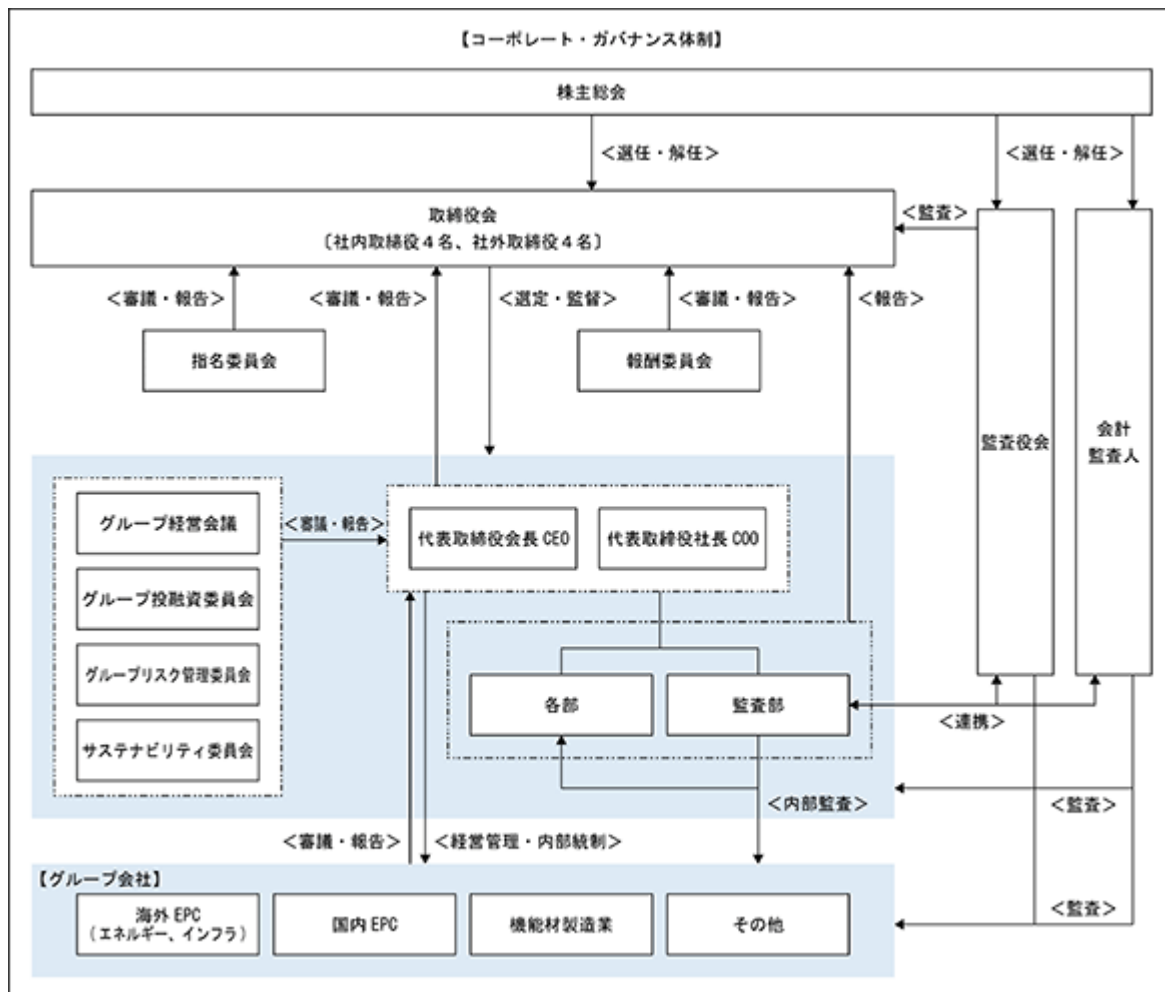 【コーポレート・ガバナンス体制】
株主総会
＜選任・解任＞
＜選任・解任＞
取締役会
〔社内取締役４名、社外取締役４名〕
＜監査＞
＜審議・報告＞
＜審議・報告＞
＜選定・監督＞
＜審議・報告＞
＜報告＞
指名委員会
報酬委員会
監査役会
会計
監査人
グループ経営会議
グループ投融資委員会
グループリスク管理委員会
サステナビリティ委員会
＜審議・報告＞
代表取締役会長 CEO
代表取締役社長 COO
各部
監査部
＜連携＞
＜内部監査＞
＜監査＞
＜審議・報告＞
＜経営管理・内部統制＞
【グループ会社】
海外 EPC
（エネルギー、インフラ）
国内 EPC
機能材製造業
その他
＜監査＞